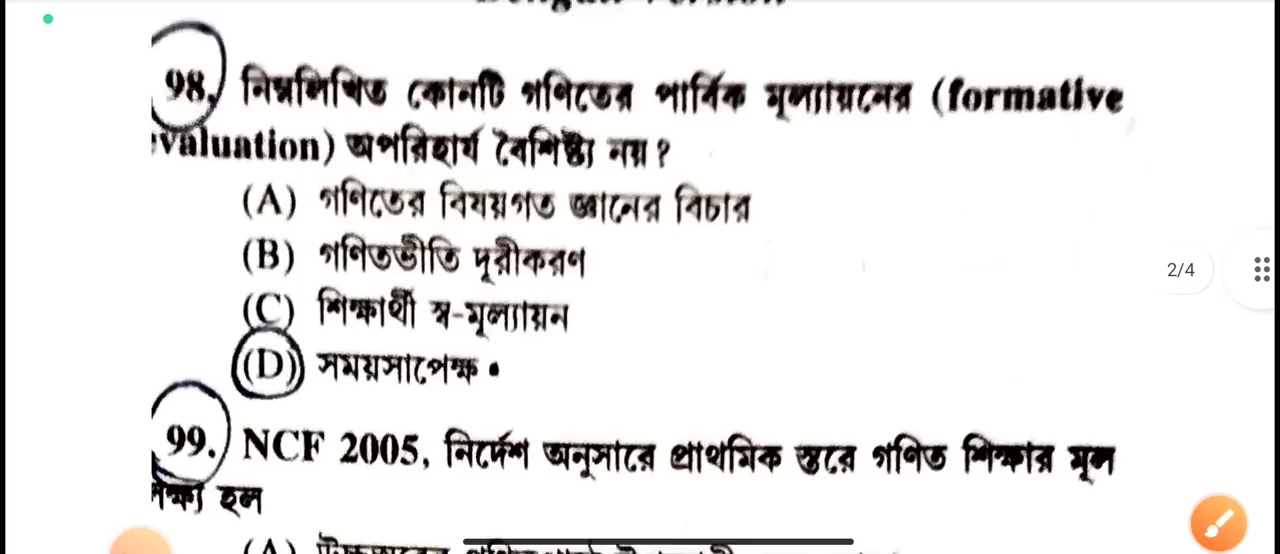 98. নিম্নলিখিত কোনটি গণিতের পার্বিক মূল্যায়নের (formative
evaluation) অপরিহার্য বৈশিষ্ট্য নয়?
(A) গণিতের বিষয়গত জ্ঞানের বিচার
(B) গণিতভীতি দূরীকরণ
(C) শিক্ষার্থী স্ব-মূল্যায়ন
(D) সময়সাপেক্ষ
2/4
99. NCF 2005, নির্দেশ অনুসারে প্রাথমিক স্তরে গণিত শিক্ষার মূল
হল
(A)